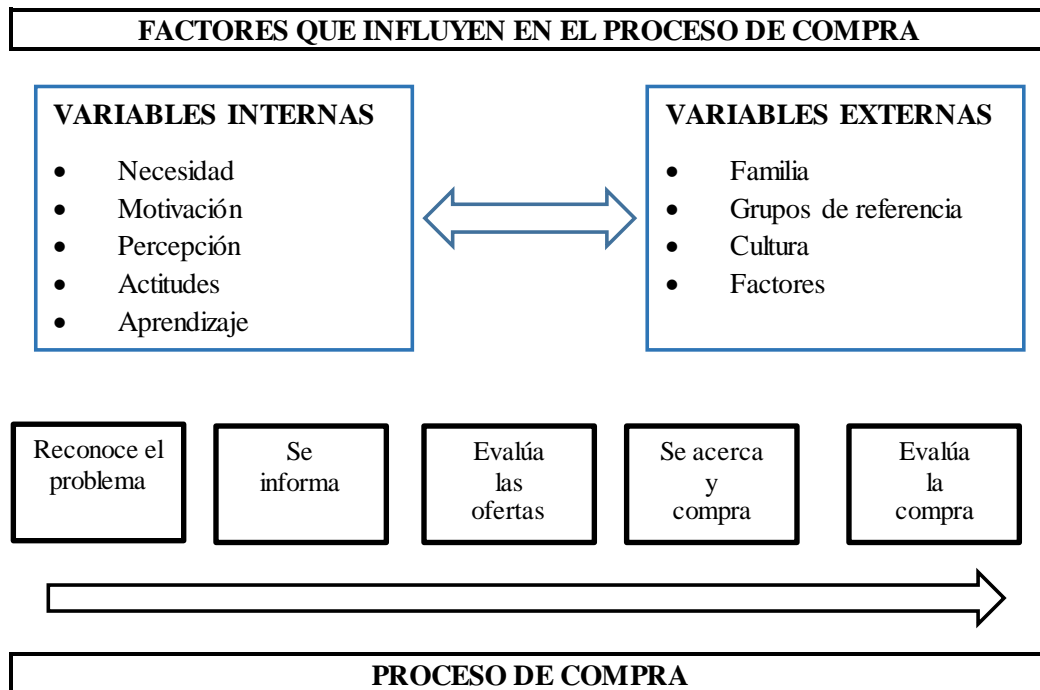 FACTORES QUE INFLUYEN EN EL PROCESO DE COMPRA
VARIABLES INTERNAS
• Necesidad
• Motivación
• Percepción
• Actitudes
• Aprendizaje
VARIABLES EXTERNAS
• Familia
• Grupos de referencia
• Cultura
• Factores
Reconoce el
problema
Se
informa
Evalúa
las
ofertas
Se acerca
y
compra
Evalúa
la
compra
PROCESO DE COMPRA